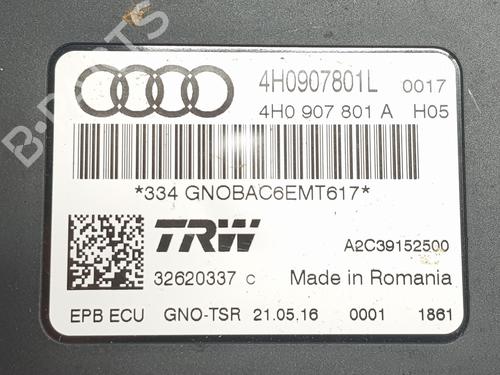 4H0907801L 0017
4H0 907 801 A H05
*334 GNOBAC6EMT617*
TRW
A2C39152500
32620337 C Made in Romania
EPB ECU GNO-TSR 21.05.16 0001 1861
B-PARTS